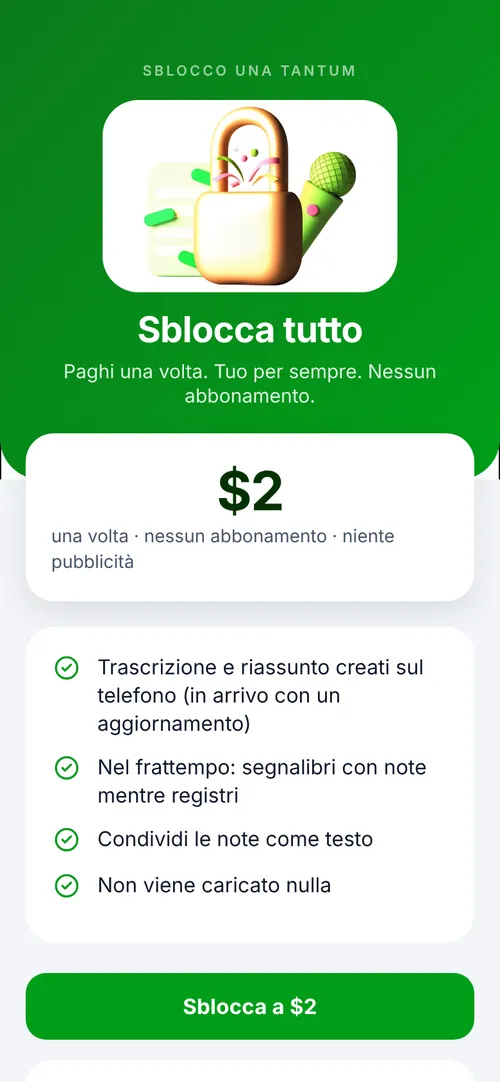 SBLOCCO UNA TANTUM
Sblocca tutto
Paghi una volta. Tuo per sempre. Nessun
abbonamento.
$2
una volta · nessun abbonamento · niente
pubblicità
Trascrizione e riassunto creati sul
telefono (in arrivo con un
aggiornamento)
Nel frattempo: segnalibri con note
mentre registri
Condividi le note come testo
Non viene caricato nulla
Sblocca a $2